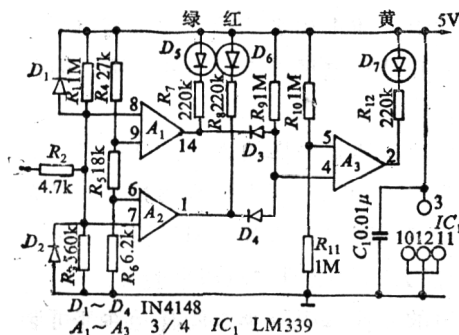 绿 红 黄
5V
D₅ D₆ D₇
D₁
R₁ 1M
R₄ 27k
R₇ 220k
R₈ 220k
R₉ 1M
R₁₀ 1M
R₁₂ 220k
8
9
A₁
14
D₃
5
4
A₃
2
R₂
4.7k
R₅ 18k
6
7
A₂
1
D₄
3
IC₁
C₁ 0.01μ
10 12 11
D₂
R₃ 560k
R₆ 6.2k
R₁₁
1M
D₁~D₄ IN4148
A₁~A₃ 3/4 IC₁ LM339